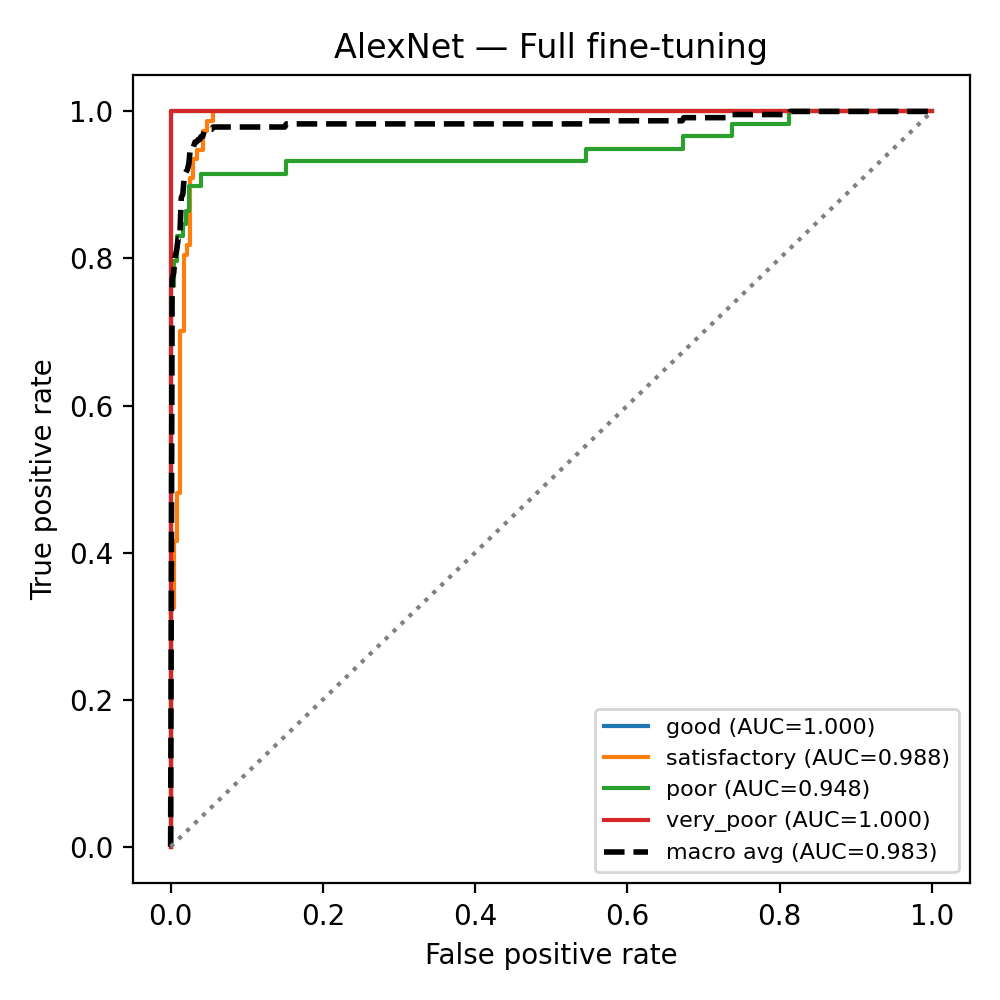 AlexNet — Full fine-tuning
True positive rate
1.0
0.8
0.6
0.4
0.2
0.0
good (AUC=1.000)
satisfactory (AUC=0.988)
poor (AUC=0.948)
very_poor (AUC=1.000)
macro avg (AUC=0.983)
0.0 0.2 0.4 0.6 0.8 1.0
False positive rate